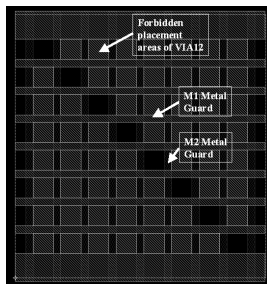 Forbidden
placement
areas of VIA12
M1 Metal
Guard
M2 Metal
Guard